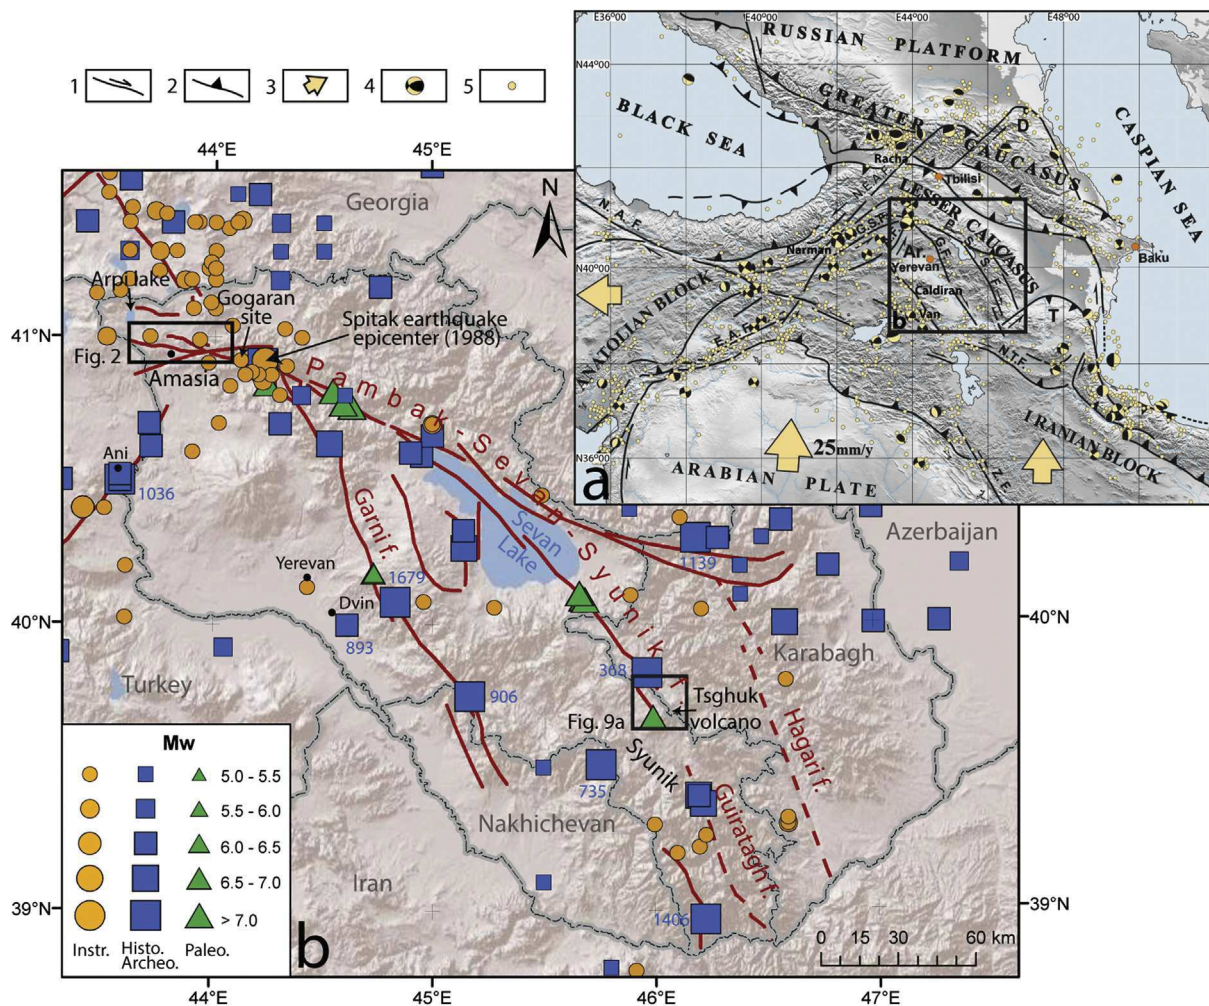 1
2
3
4
5
E36°00
E40°00
E44°00
E48°00
N44°00
N40°00
N36°00
RUSSIAN PLATFORM
BLACK SEA
GREATER CAUCASUS
CASPIAN SEA
D
Racha
Tbilisi
LESSER CAUCASUS
N.A.F.
Narman
G.S.F.
P.S.S.F.
G.F.
Ar.
Yerevan
Baku
Caldiran
Van
b
T
ANATOLIAN BLOCK
E.A.F.
N.T.F.
IRANIAN BLOCK
25mm/y
ARABIAN PLATE
a
44°E
45°E
N
Georgia
Arpi lake
Gogaran
site
Spitak earthquake
epicenter (1988)
41°N
Fig. 2
Amasia
Pambak-Sevan-Syunik f.
Ani
1036
Garni f.
Sevan
Lake
1139
Azerbaijan
Yerevan
1679
Dvin
893
40°N
40°N
Turkey
906
368
Karabagh
Tsghuk
volcano
Fig. 9a
Hagari f.
Syunik
735
Guiratagh f.
Nakhichevan
Iran
1406
39°N
39°N
Mw
5.0 - 5.5
5.5 - 6.0
6.0 - 6.5
6.5 - 7.0
> 7.0
Instr.
Histo.
Archeo.
Paleo.
b
0 15 30 60 km
44°E
45°E
46°E
47°E